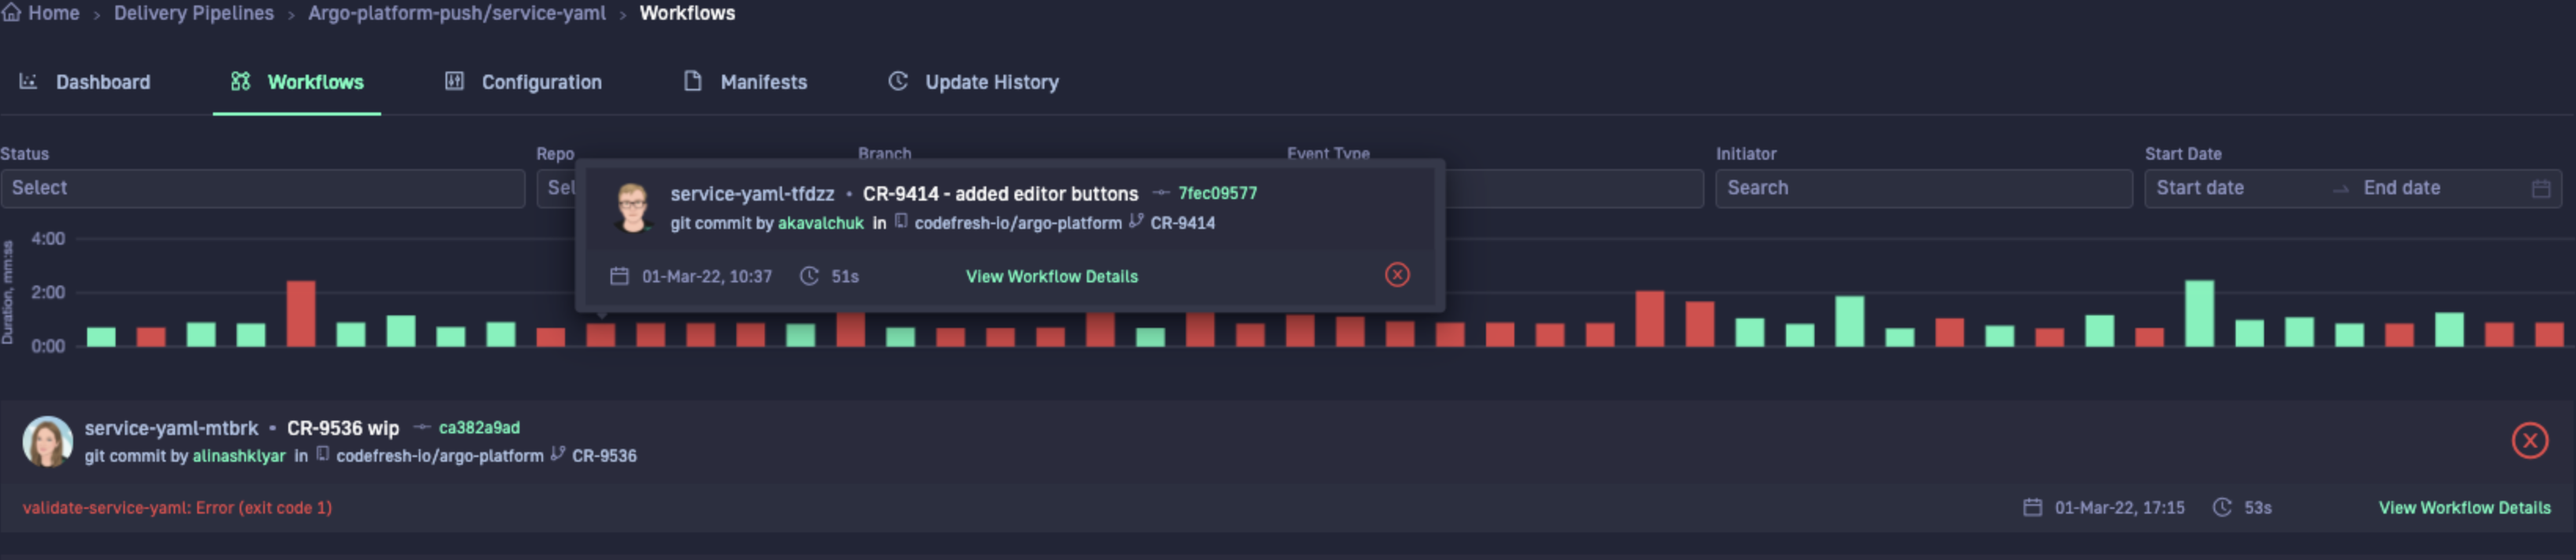 Home > Delivery Pipelines > Argo-platform-push/service-yaml > Workflows
Dashboard Workflows Configuration Manifests Update History
Status Repo Branch Event Type Initiator Start Date
Select Sel Search Start date → End date
service-yaml-tfdzz • CR-9414 - added editor buttons 7fec09577
git commit by akavalchuk in codefresh-io/argo-platform CR-9414
01-Mar-22, 10:37 51s View Workflow Details
Duration, mm:ss
4:00
2:00
0:00
service-yaml-mtbrk • CR-9536 wip ca382a9ad
git commit by alinashklyar in codefresh-io/argo-platform CR-9536
validate-service-yaml: Error (exit code 1) 01-Mar-22, 17:15 53s View Workflow Details